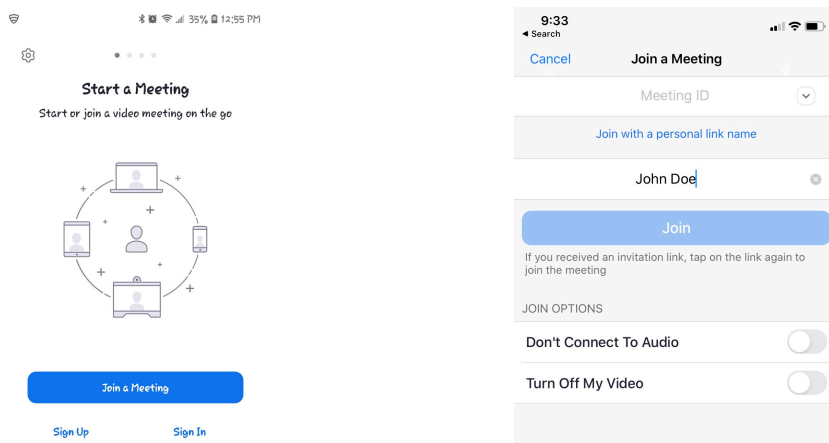 35% 12:55 PM
Start a Meeting
Start or join a video meeting on the go
Join a Meeting
Sign Up Sign In
9:33
◀ Search
Cancel Join a Meeting
Meeting ID
Join with a personal link name
John Doe
Join
If you received an invitation link, tap on the link again to
join the meeting
JOIN OPTIONS
Don't Connect To Audio
Turn Off My Video